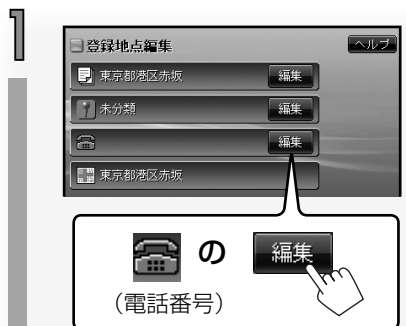 1
登録地点編集 ヘルプ
東京都港区赤坂 編集
未分類 編集
編集
東京都港区赤坂
の 編集
（電話番号）